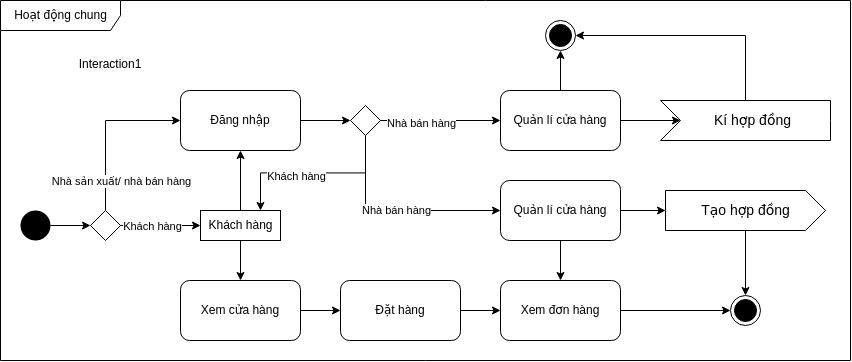 Hoạt động chung
Interaction1
Đăng nhập
Nhà bán hàng
Quản lí cửa hàng
Kí hợp đồng
Nhà sản xuất/ nhà bán hàng
Khách hàng
Khách hàng
Khách hàng
Nhà bán hàng
Quản lí cửa hàng
Tạo hợp đồng
Xem cửa hàng
Đặt hàng
Xem đơn hàng